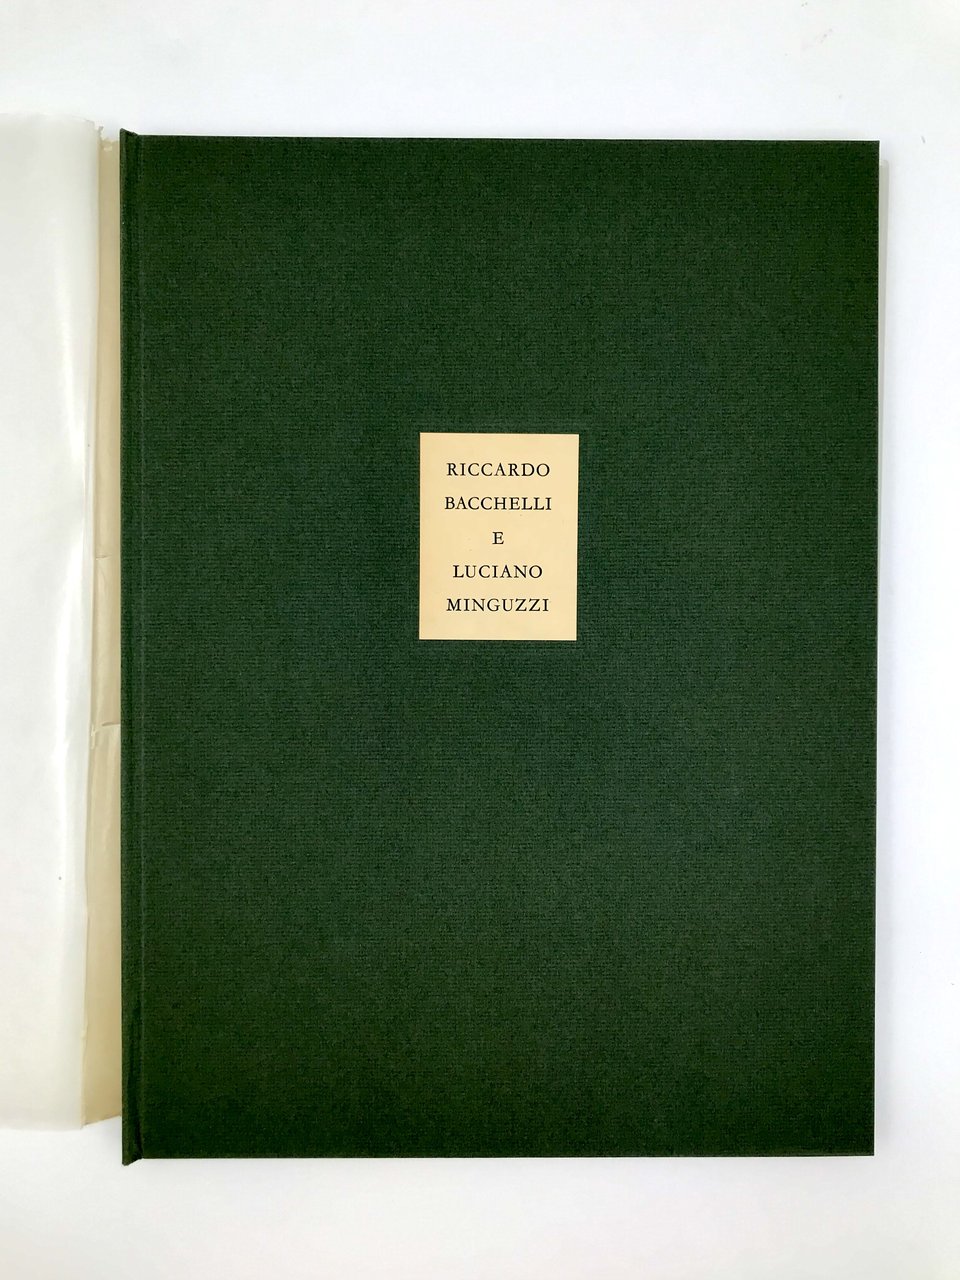 RICCARDO
BACCHELLI
E
LUCIANO
MINGUZZI